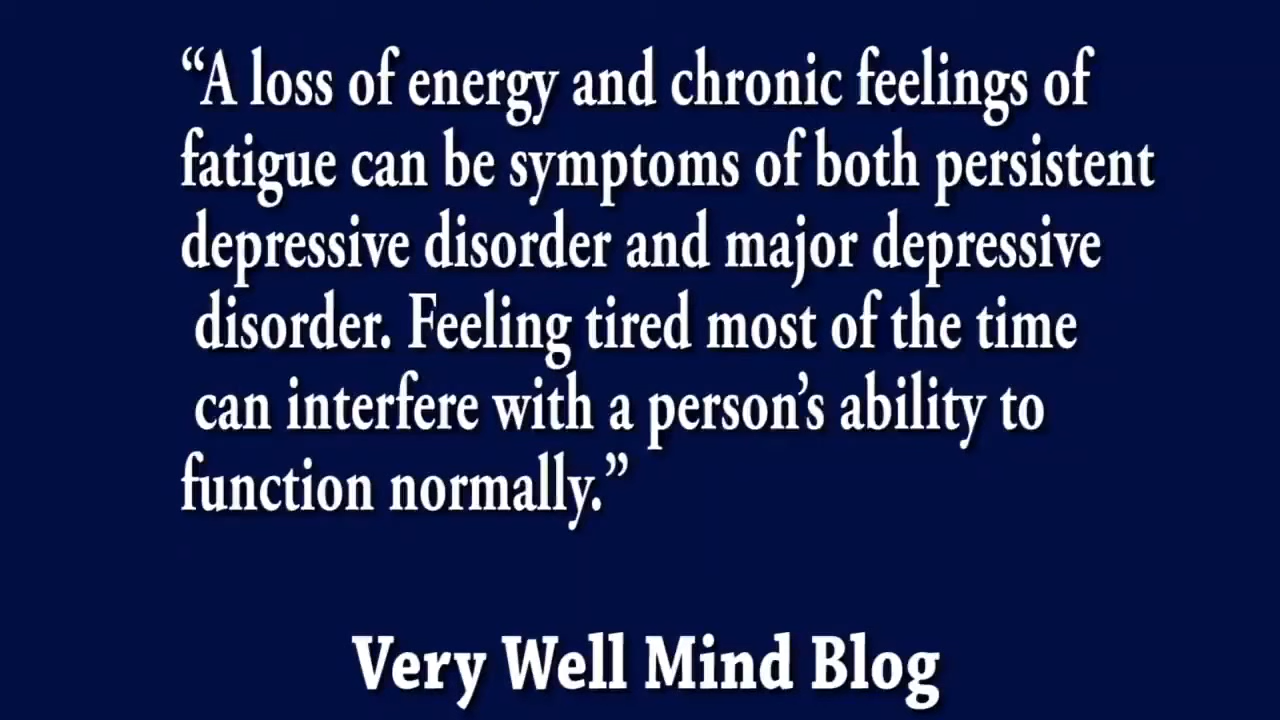 “A loss of energy and chronic feelings of
fatigue can be symptoms of both persistent
depressive disorder and major depressive
disorder. Feeling tired most of the time
can interfere with a person’s ability to
function normally.”
Very Well Mind Blog